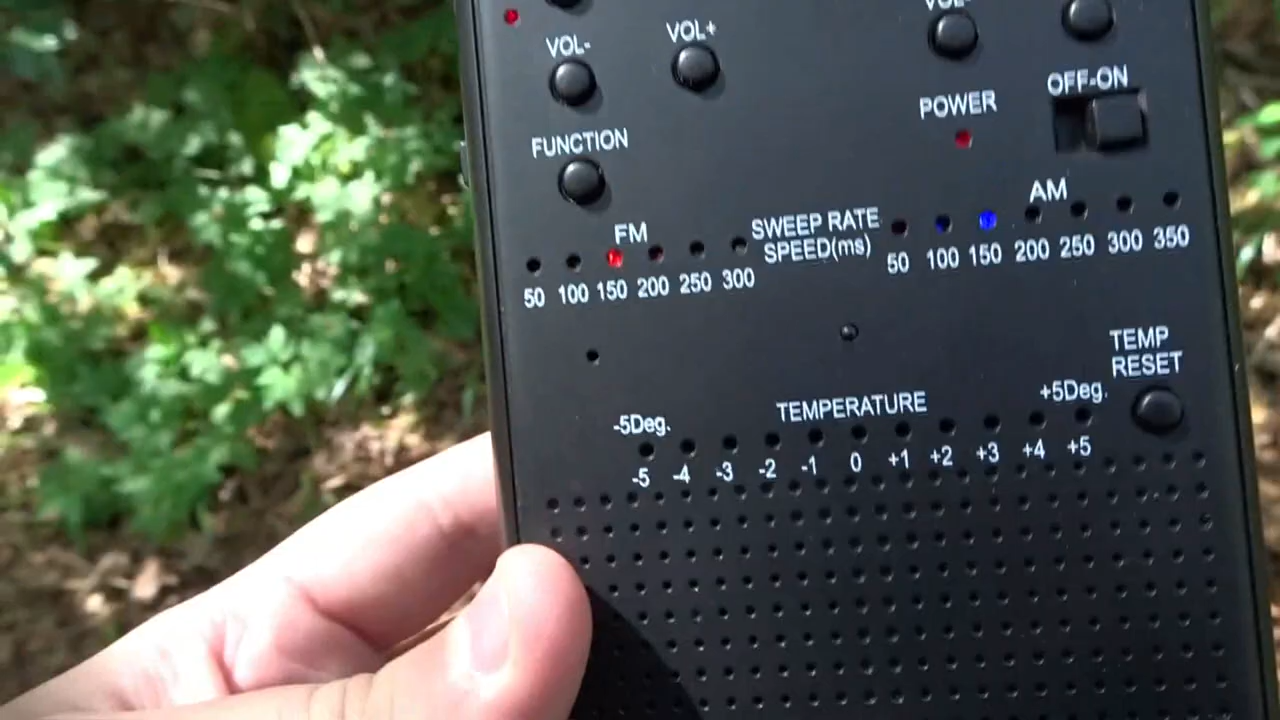 VOL-
VOL+
VOL-
OFF-ON
POWER
FUNCTION
AM
FM
SWEEP RATE
SPEED(ms)
50 100 150 200 250 300
50 100 150 200 250 300 350
TEMP
RESET
-5Deg.
TEMPERATURE
+5Deg.
-5 -4 -3 -2 -1 0 +1 +2 +3 +4 +5